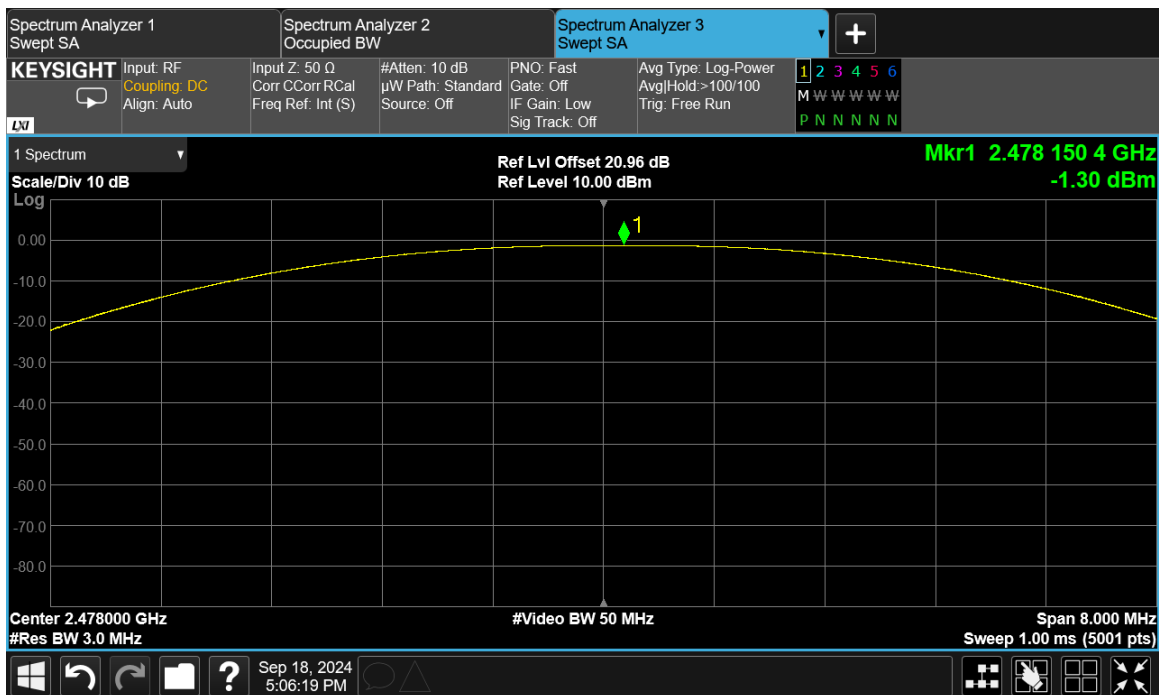 Spectrum Analyzer 1
Swept SA
Spectrum Analyzer 2
Occupied BW
Spectrum Analyzer 3
Swept SA
KEYSIGHT
LXI
Input: RF
Coupling: DC
Align: Auto
Input Z: 50 Ω
Corr CCorr RCal
Freq Ref: Int (S)
#Atten: 10 dB
µW Path: Standard
Source: Off
PNO: Fast
Gate: Off
IF Gain: Low
Sig Track: Off
Avg Type: Log-Power
Avg|Hold:>100/100
Trig: Free Run
1 2 3 4 5 6
M W W W W W
P N N N N N
1 Spectrum
Scale/Div 10 dB
Ref Lvl Offset 20.96 dB
Ref Level 10.00 dBm
Mkr1 2.478 150 4 GHz
-1.30 dBm
Log
1
0.00
-10.0
-20.0
-30.0
-40.0
-50.0
-60.0
-70.0
-80.0
Center 2.478000 GHz
#Res BW 3.0 MHz
#Video BW 50 MHz
Span 8.000 MHz
Sweep 1.00 ms (5001 pts)
?
Sep 18, 2024
5:06:19 PM